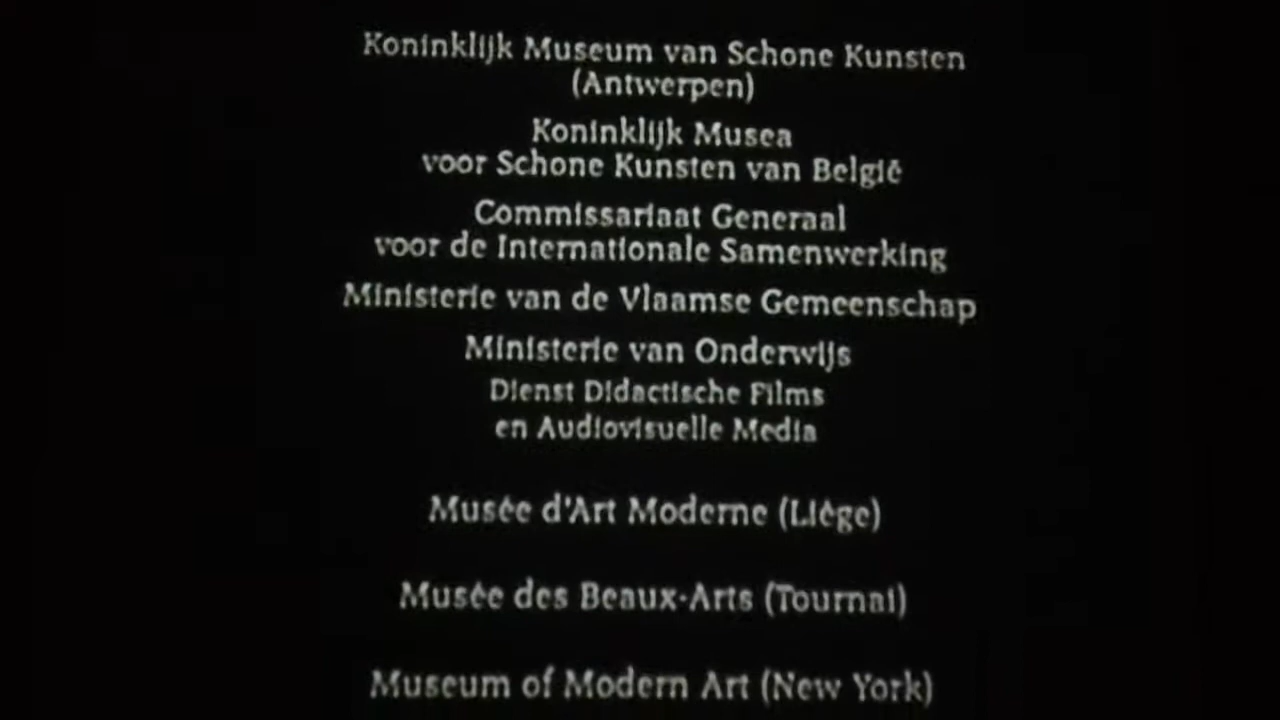 Koninklijk Museum van Schone Kunsten
(Antwerpen)
Koninklijk Musea
voor Schone Kunsten van België
Commissariaat Generaal
voor de Internationale Samenwerking
Ministerie van de Vlaamse Gemeenschap
Ministerie van Onderwijs
Dienst Didactische Films
en Audiovisuelle Media
Musée d'Art Moderne (Liège)
Musée des Beaux-Arts (Tournai)
Museum of Modern Art (New York)